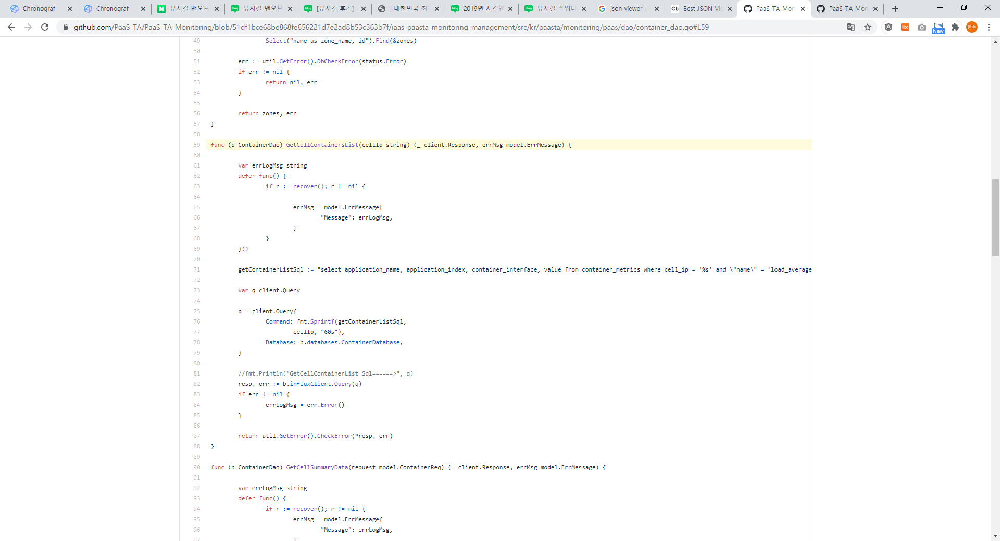 Chronograf
Chronograf
뮤지컬 맨오브
뮤지컬 맨오브
[뮤지컬 후기]
| 대한민국 최고
2019년 지킬앤
뮤지컬 스위니
json viewer -
Best JSON Vie
PaaS-TA-Mon
PaaS-TA-Mon
github.com/PaaS-TA/PaaS-TA-Monitoring/blob/51df1bce68be868fe656221d7e2ad8b53c363b7f/iaas-paasta-monitoring-management/src/kr/paasta/monitoring/paas/dao/container_dao.go#L59
EX
New
한수
49 Select("name as zone_name, id").Find(&zones)
50
51 err := util.GetError().DbCheckError(status.Error)
52 if err != nil {
53 return nil, err
54 }
55
56 return zones, err
57 }
58
59 func (b ContainerDao) GetCellContainersList(cellIp string) (_ client.Response, errMsg model.ErrMessage) {
60
61 var errLogMsg string
62 defer func() {
63 if r := recover(); r != nil {
64
65 errMsg = model.ErrMessage{
66 "Message": errLogMsg,
67 }
68 }
69 }()
70
71 getContainerListSql := "select application_name, application_index, container_interface, value from container_metrics where cell_ip = '%s' and \"name\" = 'load_average
72
73 var q client.Query
74
75 q = client.Query{
76 Command: fmt.Sprintf(getContainerListSql,
77 cellIp, "60s"),
78 Database: b.databases.ContainerDatabase,
79 }
80
81 //fmt.Println("GetCellContainerList Sql======>", q)
82 resp, err := b.influxClient.Query(q)
83 if err != nil {
84 errLogMsg = err.Error()
85 }
86
87 return util.GetError().CheckError(*resp, err)
88 }
89
90 func (b ContainerDao) GetCellSummaryData(request model.ContainerReq) (_ client.Response, errMsg model.ErrMessage) {
91
92 var errLogMsg string
93 defer func() {
94 if r := recover(); r != nil {
95 errMsg = model.ErrMessage{
96 "Message": errLogMsg,
97 }